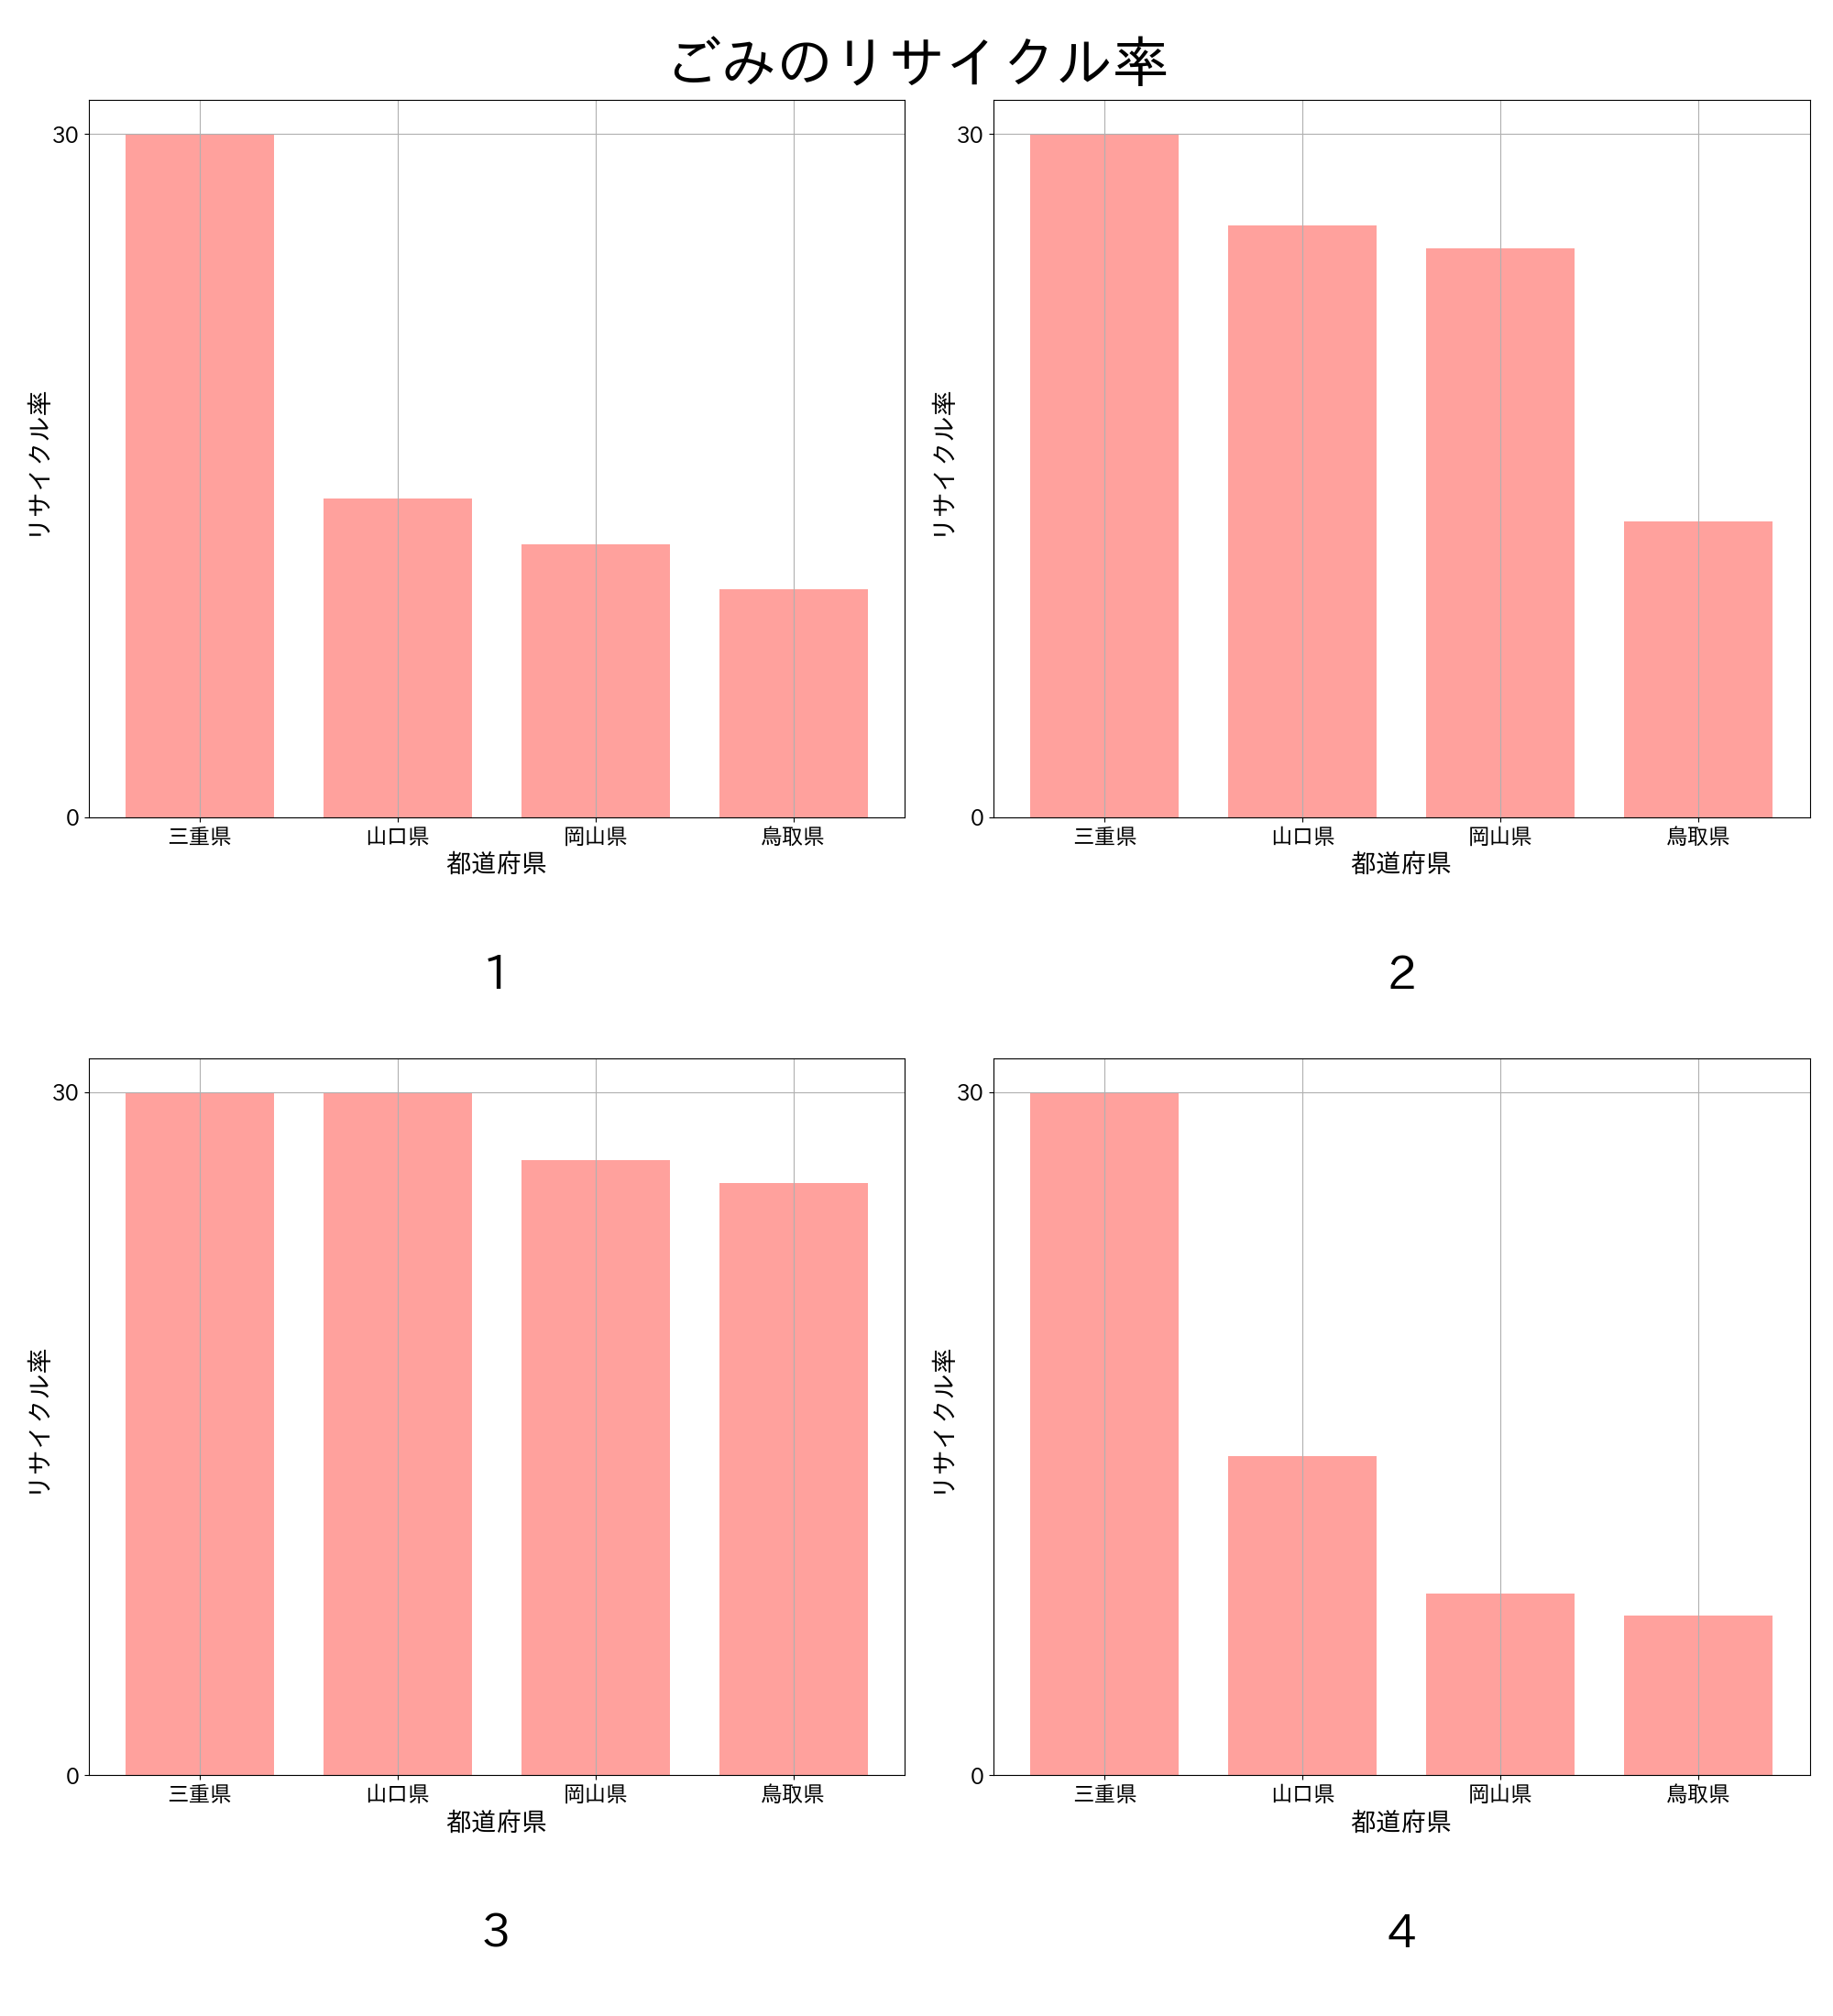 ごみのリサイクル率
30
0
リサイクル率
三重県 山口県 岡山県 鳥取県
都道府県
1
30
0
リサイクル率
三重県 山口県 岡山県 鳥取県
都道府県
2
30
0
リサイクル率
三重県 山口県 岡山県 鳥取県
都道府県
3
30
0
リサイクル率
三重県 山口県 岡山県 鳥取県
都道府県
4